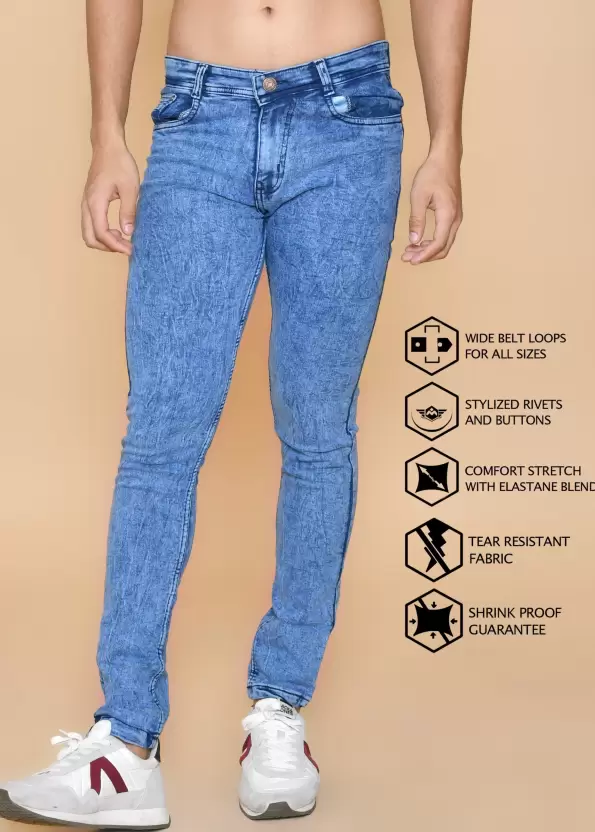 WIDE BELT LOOPS
FOR ALL SIZES
STYLIZED RIVETS
AND BUTTONS
COMFORT STRETCH
WITH ELASTANE BLEND
TEAR RESISTANT
FABRIC
SHRINK PROOF
GUARANTEE